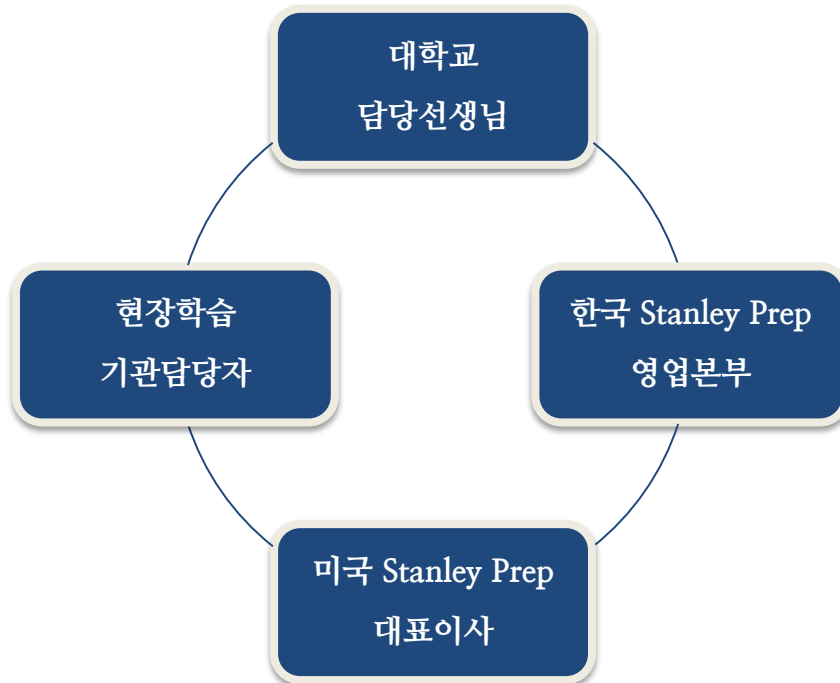 대학교
담당선생님
현장학습
기관담당자
한국 Stanley Prep
영업본부
미국 Stanley Prep
대표이사